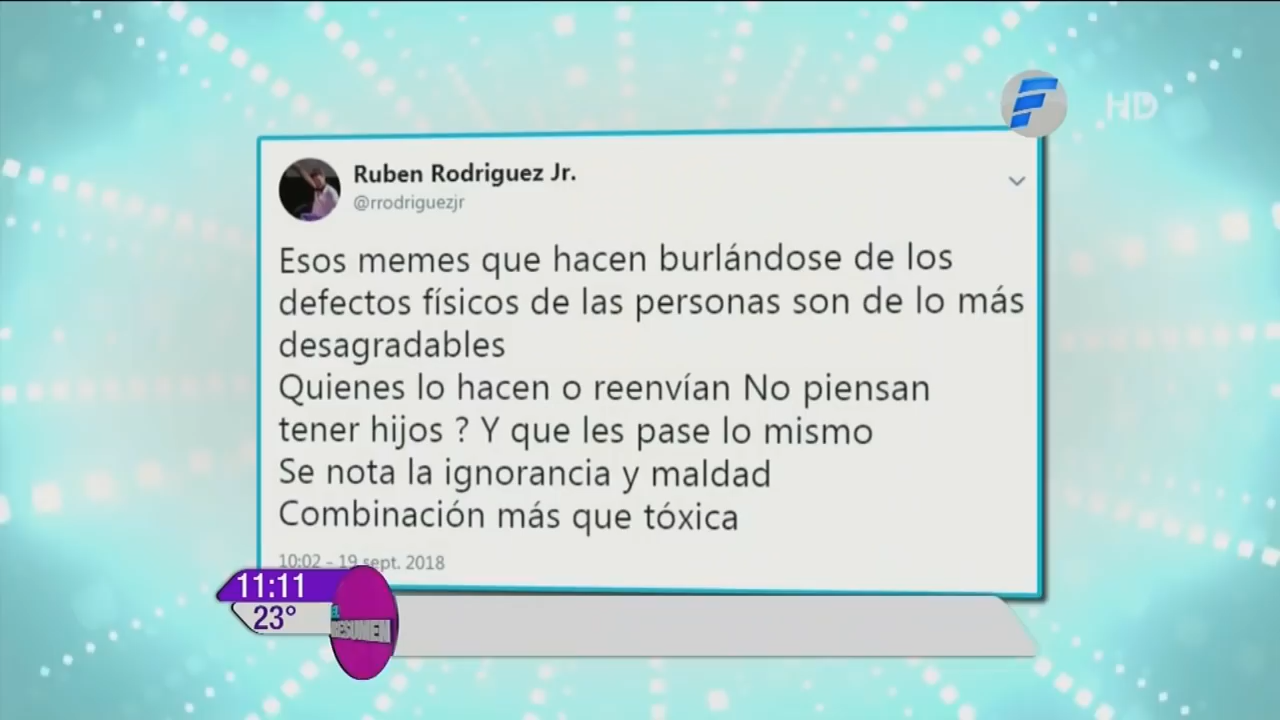 HD
Ruben Rodriguez Jr.
@rrodriguezjr
Esos memes que hacen burlándose de los
defectos físicos de las personas son de lo más
desagradables
Quienes lo hacen o reenvían No piensan
tener hijos ? Y que les pase lo mismo
Se nota la ignorancia y maldad
Combinación más que tóxica
10:02 - 19 sept. 2018
11:11
23°
EL
RESUMEN